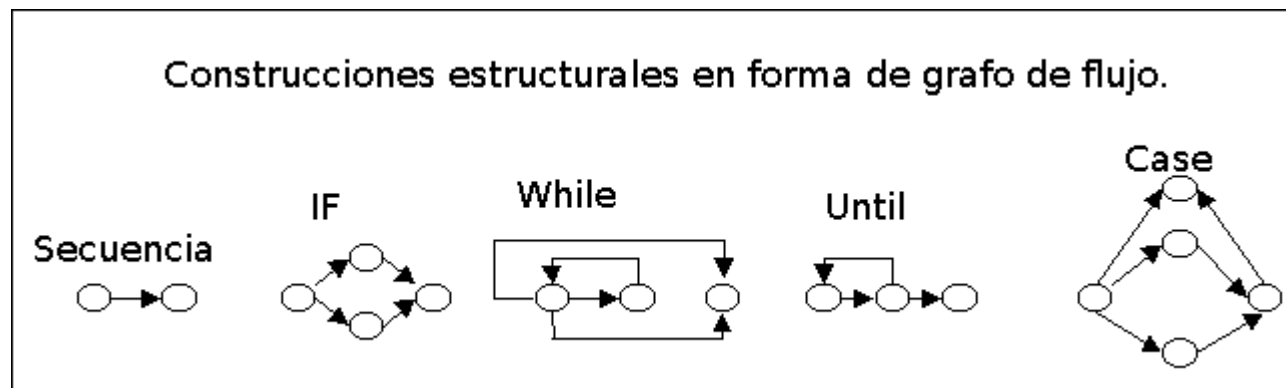 Construcciones estructurales en forma de grafo de flujo.
Secuencia
IF
While
Until
Case